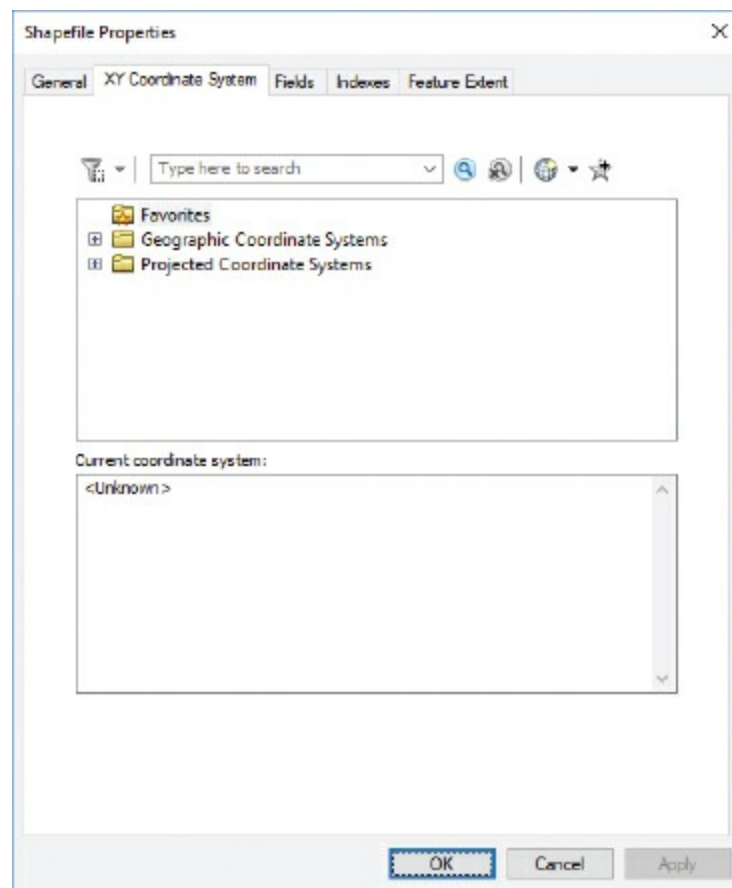 Shapefile Properties
General XY Coordinate System Fields Indexes Feature Extent
Type here to search
Favorites
Geographic Coordinate Systems
Projected Coordinate Systems
Current coordinate system:
<Unknown>
OK Cancel Apply